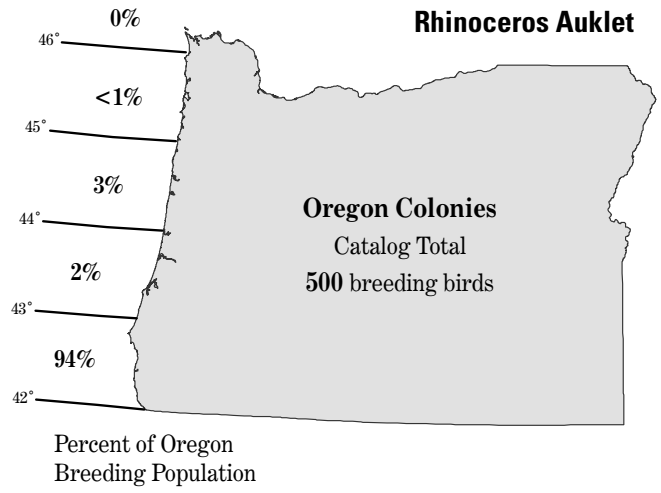 0%
Rhinoceros Auklet
46°
<1%
45°
3%
Oregon Colonies
44°
Catalog Total
2%
500 breeding birds
43°
94%
42°
Percent of Oregon
Breeding Population